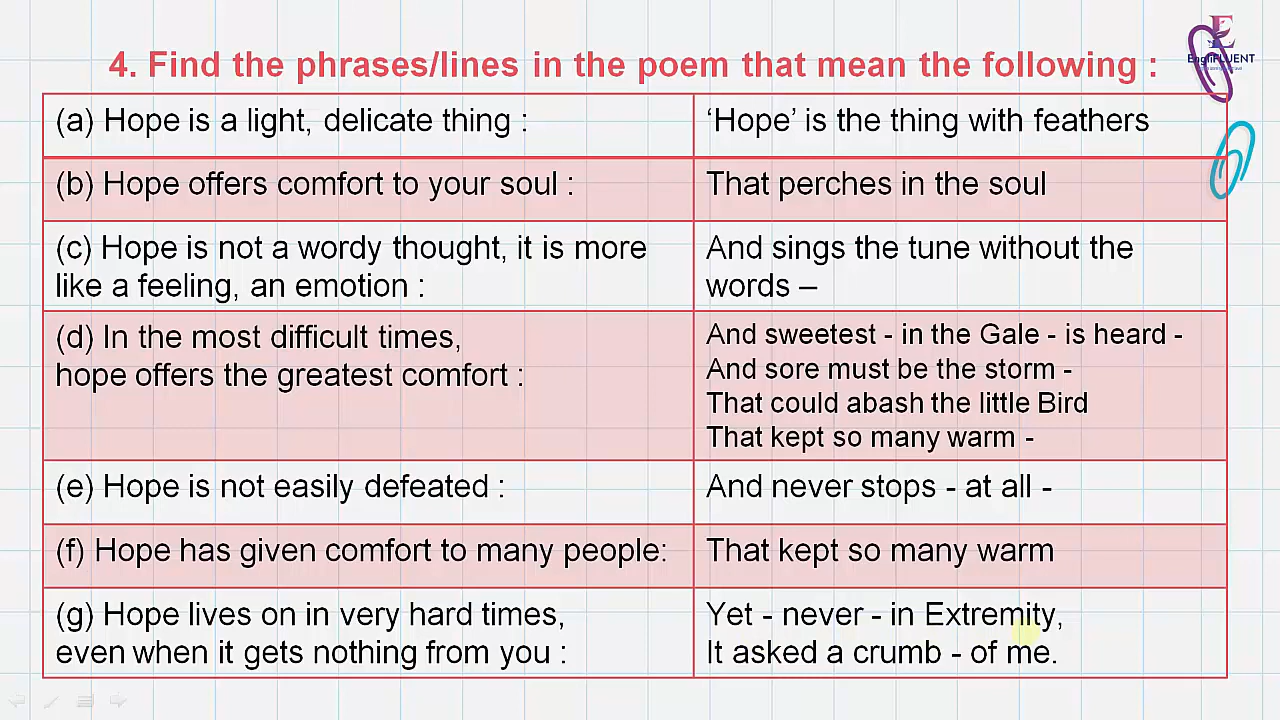 E
EngliFLUENT
4. Find the phrases/lines in the poem that mean the following :
(a) Hope is a light, delicate thing :
‘Hope’ is the thing with feathers
(b) Hope offers comfort to your soul :
That perches in the soul
(c) Hope is not a wordy thought, it is more
like a feeling, an emotion :
And sings the tune without the
words –
(d) In the most difficult times,
hope offers the greatest comfort :
And sweetest - in the Gale - is heard -
And sore must be the storm -
That could abash the little Bird
That kept so many warm -
(e) Hope is not easily defeated :
And never stops - at all -
(f) Hope has given comfort to many people:
That kept so many warm
(g) Hope lives on in very hard times,
even when it gets nothing from you :
Yet - never - in Extremity,
It asked a crumb - of me.